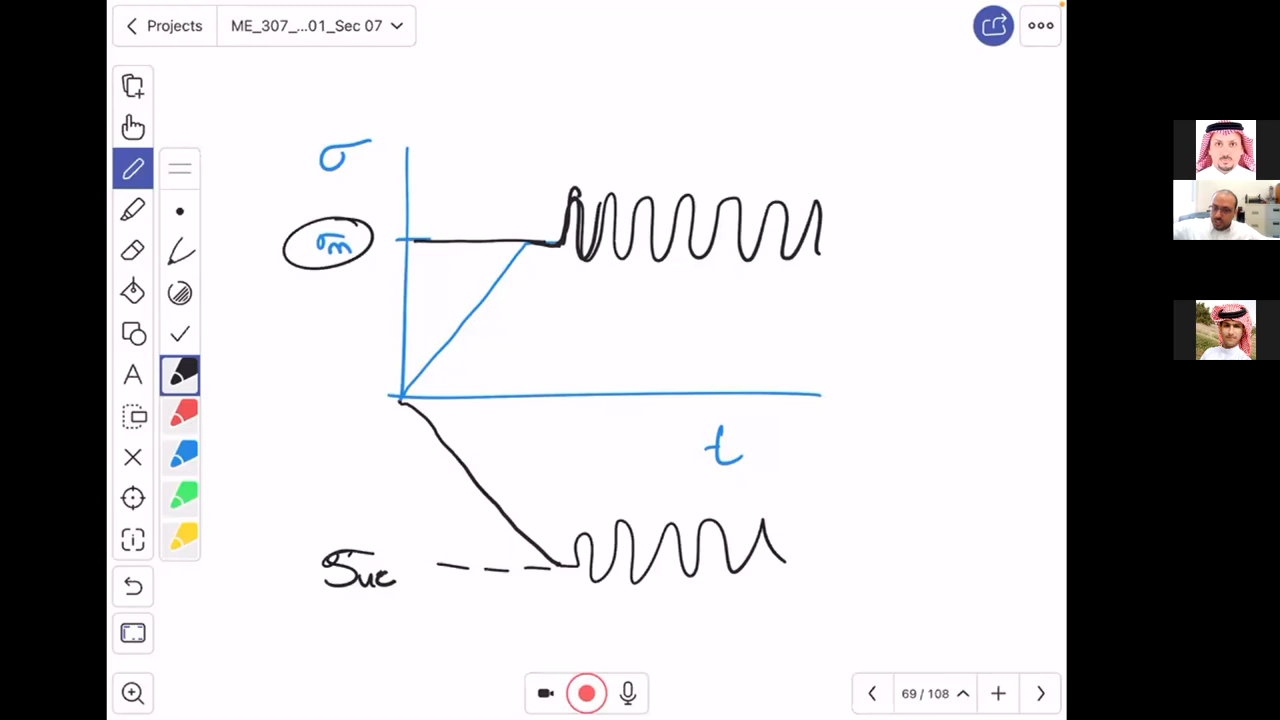 Projects
ME_307_...01_Sec 07
σ
σm
t
Suc
A
69 / 108